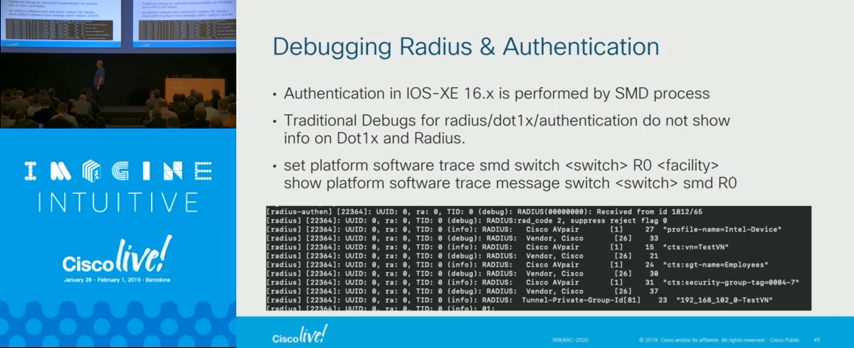 Debugging Radius & Authentication
• Authentication in IOS-XE 16.x is performed by SMD process
• Traditional Debugs for radius/dot1x/authentication do not show
info on Dot1x and Radius.
• set platform software trace smd switch <switch> R0 <facility>
show platform software trace message switch <switch> smd R0
[radius-authen] [22364]: UUID: 0, ra: 0, TID: 0 (debug): RADIUS(00000000): Received from id 1812/65
[radius] [22364]: UUID: 0, ra: 0, TID: 0 (debug): RADIUS:rad_code 2, suppress reject flag 0
[radius] [22364]: UUID: 0, ra: 0, TID: 0 (info): RADIUS: Cisco AVpair [1] 27 "profile-name=Intel-Device"
[radius] [22364]: UUID: 0, ra: 0, TID: 0 (debug): RADIUS: Vendor, Cisco [26] 33
[radius] [22364]: UUID: 0, ra: 0, TID: 0 (info): RADIUS: Cisco AVpair [1] 15 "cts:vn=TestVN"
[radius] [22364]: UUID: 0, ra: 0, TID: 0 (debug): RADIUS: Vendor, Cisco [26] 21
[radius] [22364]: UUID: 0, ra: 0, TID: 0 (info): RADIUS: Cisco AVpair [1] 24 "cts:sgt-name=Employees"
[radius] [22364]: UUID: 0, ra: 0, TID: 0 (debug): RADIUS: Vendor, Cisco [26] 30
[radius] [22364]: UUID: 0, ra: 0, TID: 0 (info): RADIUS: Cisco AVpair [1] 31 "cts:security-group-tag=0004-7"
[radius] [22364]: UUID: 0, ra: 0, TID: 0 (debug): RADIUS: Vendor, Cisco [26] 37
[radius] [22364]: UUID: 0, ra: 0, TID: 0 (info): RADIUS: Tunnel-Private-Group-Id[81] 23 "192_168_102_0-TestVN"
[radius] [22364]: UUID: 0, ra: 0, TID: 0 (info): RADIUS: 01:
IMAGINE
INTUITIVE
Cisco live!
January 28 - February 1, 2019 - Barcelona
Cisco live!
BRKARC- 2020
© 2019 Cisco and/or its affiliates. All rights reserved. Cisco Public